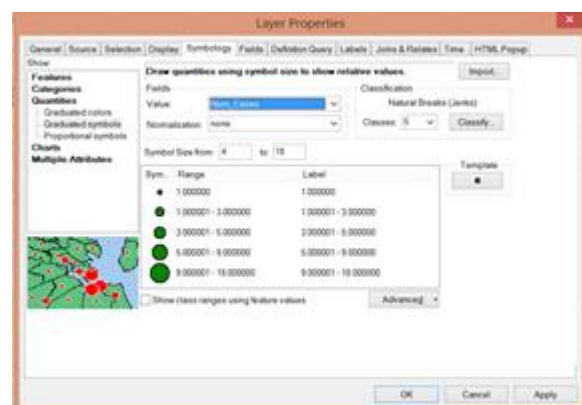 Layer Properties
General Source Selection Display Symbology Fields Definition Query Labels Joins & Relates Time HTML Popup
Show:
Features
Categories
Quantities
Graduated colors
Graduated symbols
Proportional symbols
Charts
Multiple Attributes
Draw quantities using symbol size to show relative values.
Import...
Fields
Value: Num_Cases
Normalization: none
Classification
Natural Breaks (Jenks)
Classes: 5 Classify...
Symbol Size from: 4 to: 18
Template
Sym... Range Label
1.000000 1.000000
1.000001 - 3.000000 1.000001 - 3.000000
3.000001 - 5.000000 3.000001 - 5.000000
5.000001 - 9.000000 5.000001 - 9.000000
9.000001 - 18.000000 9.000001 - 18.000000
Show class ranges using feature values
Advanced
OK Cancel Apply